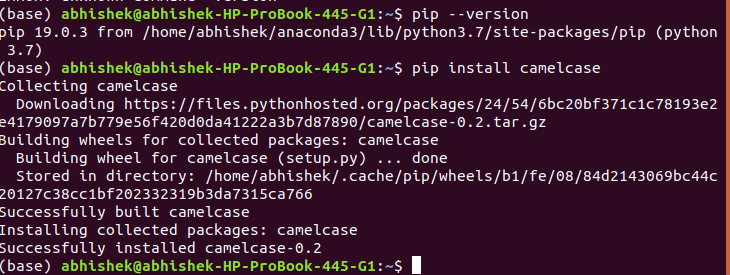 (base) abhishek@abhishek-HP-ProBook-445-G1:~$ pip --version
pip 19.0.3 from /home/abhishek/anaconda3/lib/python3.7/site-packages/pip (python
 3.7)
(base) abhishek@abhishek-HP-ProBook-445-G1:~$ pip install camelcase
Collecting camelcase
  Downloading https://files.pythonhosted.org/packages/24/54/6bc20bf371c1c78193e2
e4179097a7b779e56f420d0da41222a3b7d87890/camelcase-0.2.tar.gz
Building wheels for collected packages: camelcase
  Building wheel for camelcase (setup.py) ... done
  Stored in directory: /home/abhishek/.cache/pip/wheels/b1/fe/08/84d2143069bc44c
20127c38cc1bf202332319b3da7315ca766
Successfully built camelcase
Installing collected packages: camelcase
Successfully installed camelcase-0.2
(base) abhishek@abhishek-HP-ProBook-445-G1:~$